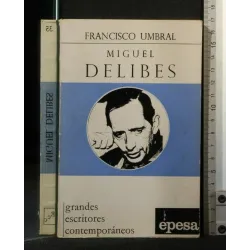 FRANCISCO UMBRAL
MIGUEL
DELIBES
grandes
escritores
contemporáneos
epesa
MIGUEL DELIBES